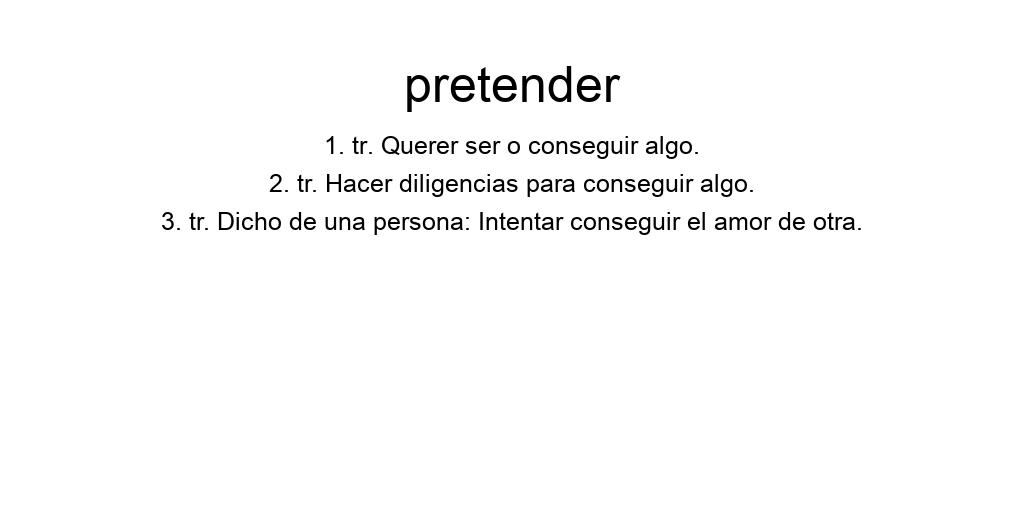 pretender
1. tr. Querer ser o conseguir algo.
2. tr. Hacer diligencias para conseguir algo.
3. tr. Dicho de una persona: Intentar conseguir el amor de otra.